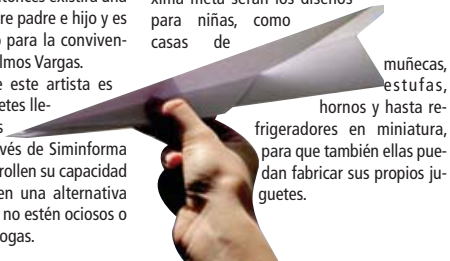 tonces existirá una
re padre e hijo y es
o para la conviven-
lmos Vargas.
e este artista es
etes lle-
s
vés de Siminforma
rollen su capacidad
en una alternativa
no estén ociosos o
ogas.
xima meta serán los diseños
para niñas, como
casas de
muñecas,
estufas,
hornos y hasta re-
frigeradores en miniatura,
para que también ellas pue-
dan fabricar sus propios ju-
guetes.